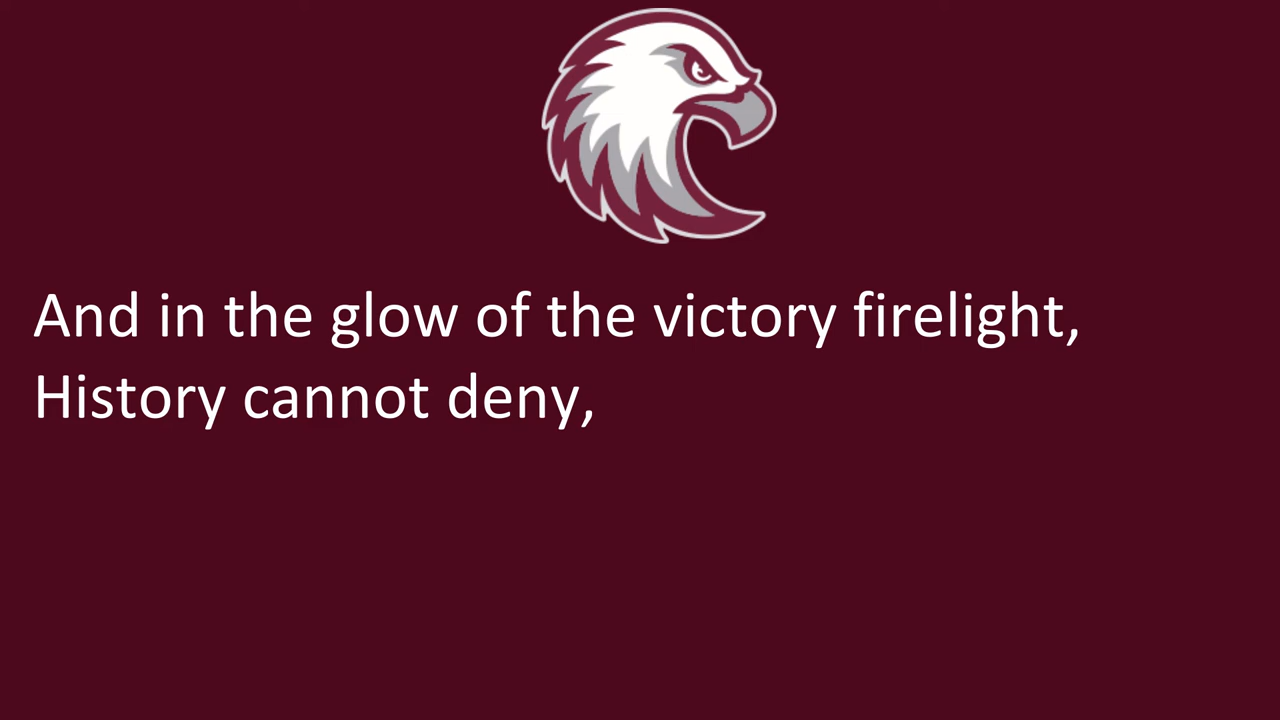 And in the glow of the victory firelight,
History cannot deny,